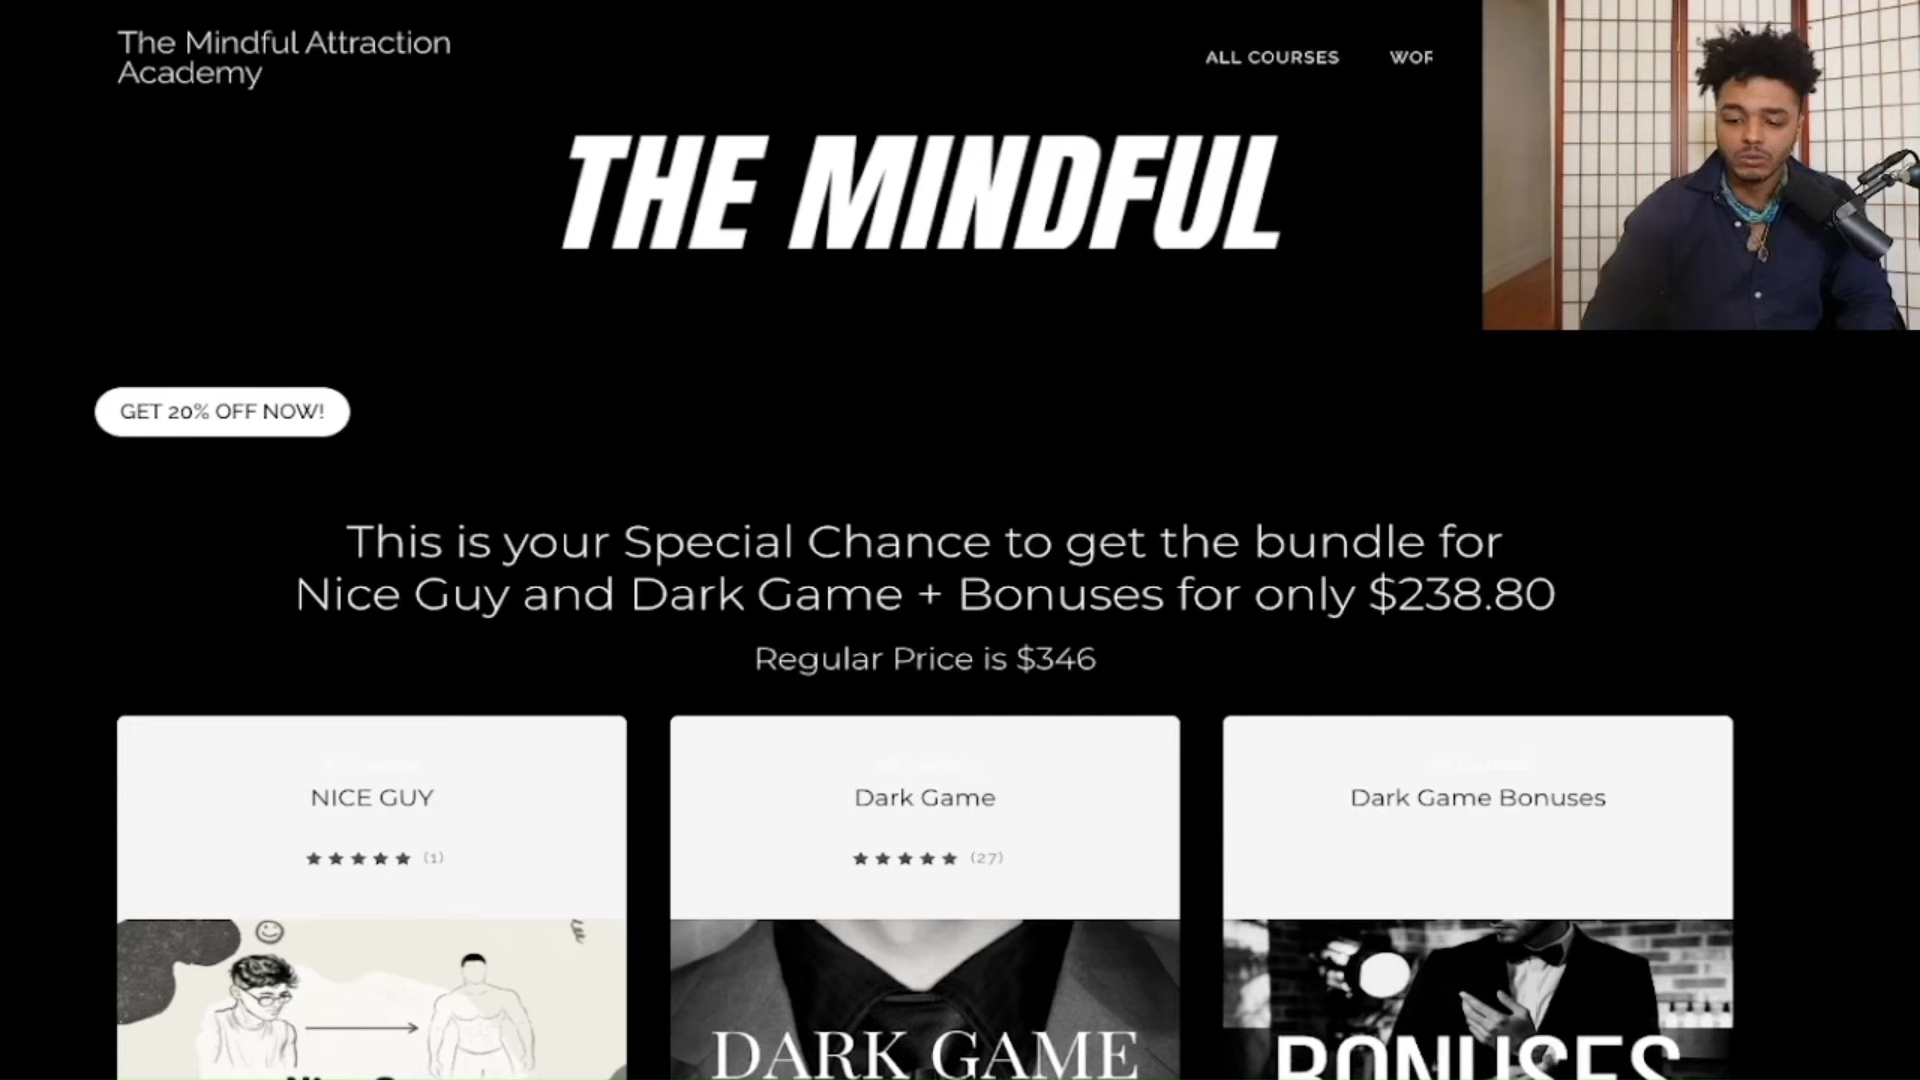 The Mindful Attraction
Academy
ALL COURSES
THE MINDFUL
GET 20% OFF NOW!
This is your Special Chance to get the bundle for
Nice Guy and Dark Game + Bonuses for only $238.80
Regular Price is $346
NICE GUY
(1)
Dark Game
(27)
Dark Game Bonuses
DARK GAME
BONUSES